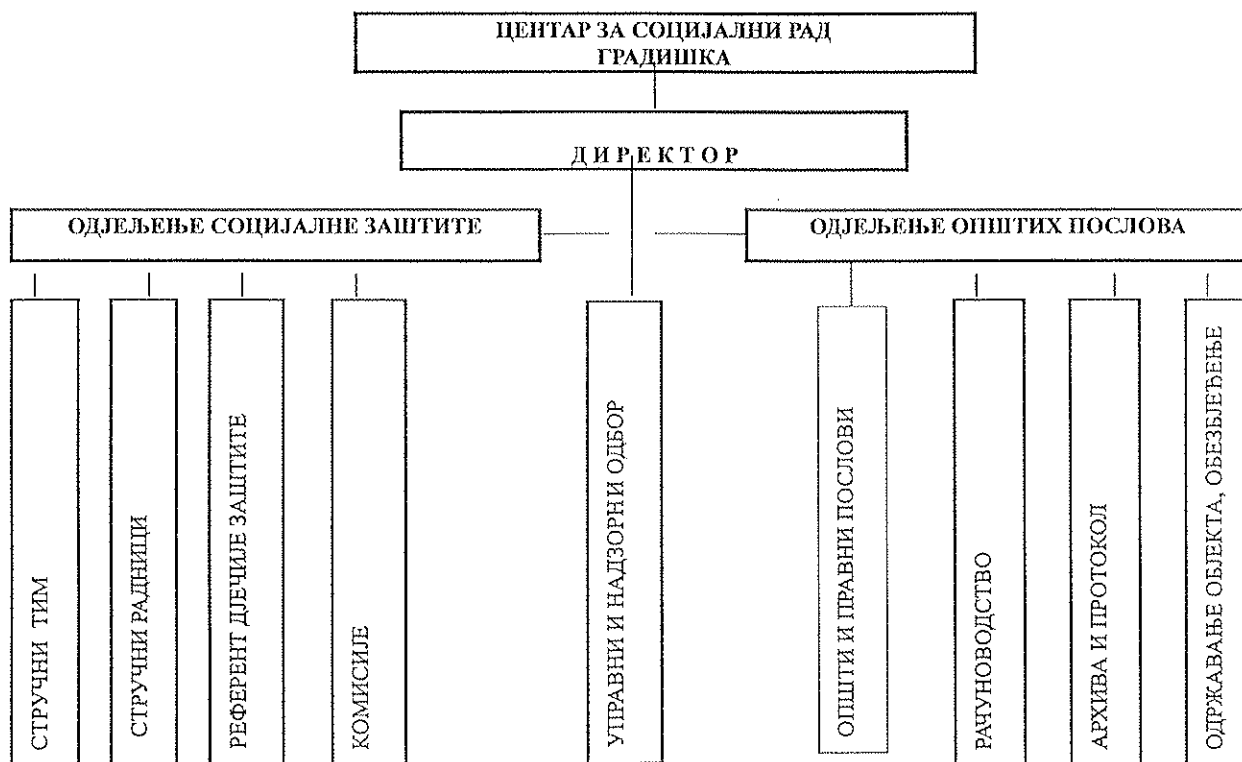 ЦЕНТАР ЗА СОЦИЈАЛНИ РАД
ГРАДИШКА
Д И Р Е К Т О Р
ОДЈЕЉЕЊЕ СОЦИЈАЛНЕ ЗАШТИТЕ
ОДЈЕЉЕЊЕ ОПШТИХ ПОСЛОВА
СТРУЧНИ ТИМ
СТРУЧНИ РАДНИЦИ
РЕФЕРЕНТ ДЈЕЧИЈЕ ЗАШТИТЕ
КОМИСИЈЕ
УПРАВНИ И НАДЗОРНИ ОДБОР
ОПШТИ И ПРАВНИ ПОСЛОВИ
РАЧУНОВОДСТВО
АРХИВА И ПРОТОКОЛ
ОДРЖАВАЊЕ ОБЈЕКТА, ОБЕЗБЈЕЂЕЊЕ